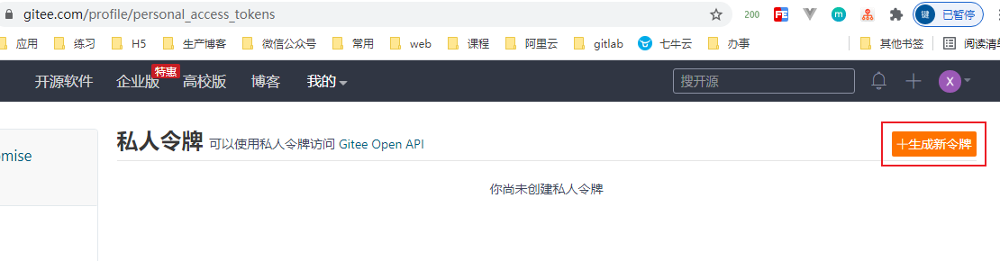 gitee.com/profile/personal_access_tokens 200 FE m 键 已暂停
应用 练习 H5 生产博客 微信公众号 常用 web 课程 阿里云 gitlab 七牛云 办事 其他书签 阅读清单
开源软件 企业版 特惠 高校版 博客 我的 搜开源 X
omise
私人令牌 可以使用私人令牌访问 Gitee Open API +生成新令牌
你尚未创建私人令牌